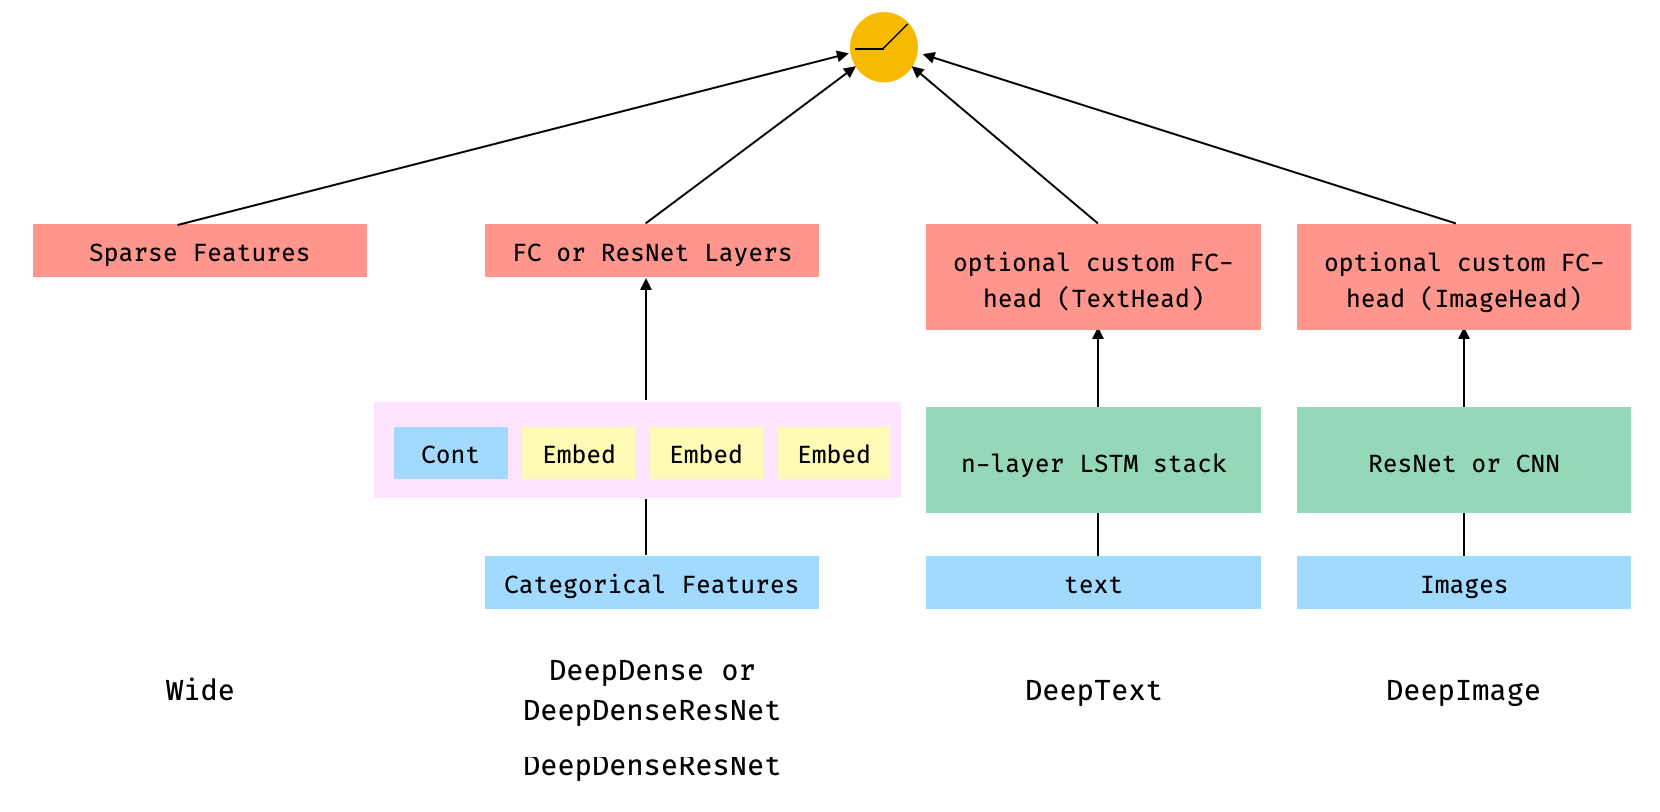 Sparse Features
FC or ResNet Layers
optional custom FC-
head (TextHead)
optional custom FC-
head (ImageHead)
Cont
Embed
Embed
Embed
n-layer LSTM stack
ResNet or CNN
Categorical Features
text
Images
Wide
DeepDense or
DeepDenseResNet
DeepText
DeepImage
DeepDenseResNet